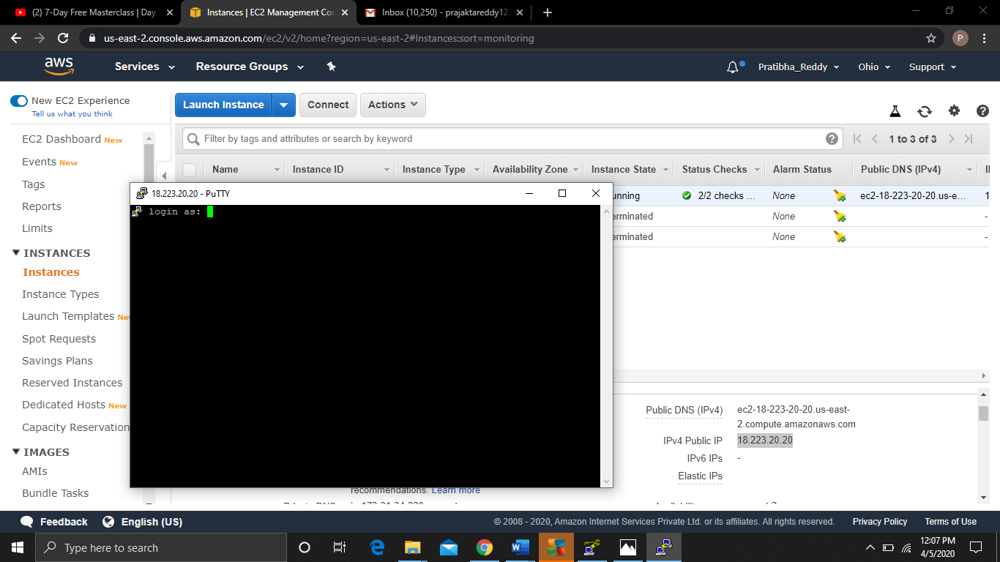 (2) 7-Day Free Masterclass | Day
Instances | EC2 Management Con
Inbox (10,250) - prajaktareddy12
us-east-2.console.aws.amazon.com/ec2/v2/home?region=us-east-2#Instances:sort=monitoring
P
aws
Services
Resource Groups
Pratibha_Reddy
Ohio
Support
New EC2 Experience
Tell us what you think
EC2 Dashboard New
Events New
Tags
Reports
Limits
INSTANCES
Instances
Instance Types
Launch Templates New
Spot Requests
Savings Plans
Reserved Instances
Dedicated Hosts New
Capacity Reservation
IMAGES
AMIs
Bundle Tasks
Launch Instance
Connect
Actions
Filter by tags and attributes or search by keyword
1 to 3 of 3
Name Instance ID Instance Type Availability Zone Instance State Status Checks Alarm Status Public DNS (IPv4)
unning 2/2 checks ... None ec2-18-223-20-20.us-e... 1
erminated None -
erminated None -
18.223.20.20 - PuTTY
login as:
Public DNS (IPv4) ec2-18-223-20-20.us-east-
2.compute.amazonaws.com
IPv4 Public IP 18.223.20.20
IPv6 IPs -
Elastic IPs
recommendations. Learn more
Feedback
English (US)
© 2008 - 2020, Amazon Internet Services Private Ltd. or its affiliates. All rights reserved.
Privacy Policy
Terms of Use
Type here to search
12:07 PM
4/5/2020